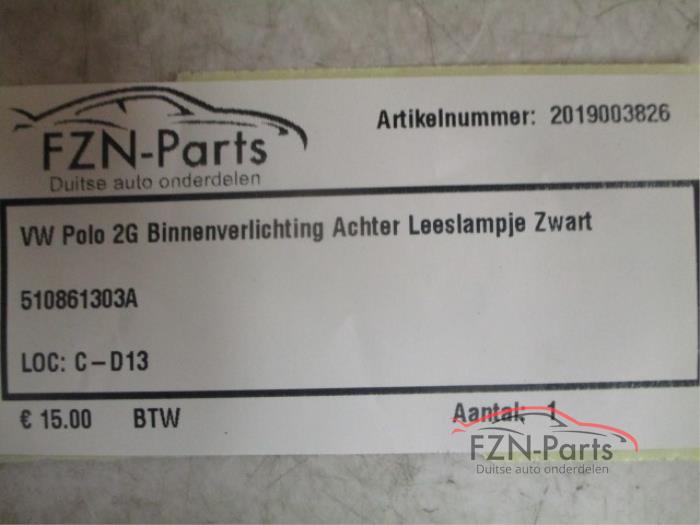 FZN-Parts
Duitse auto onderdelen
Artikelnummer: 2019003826
VW Polo 2G Binnenverlichting Achter Leeslampje Zwart
510861303A
LOC: C-D13
€ 15.00 BTW
Aantal: 1
FZN-Parts
Duitse auto onderdelen